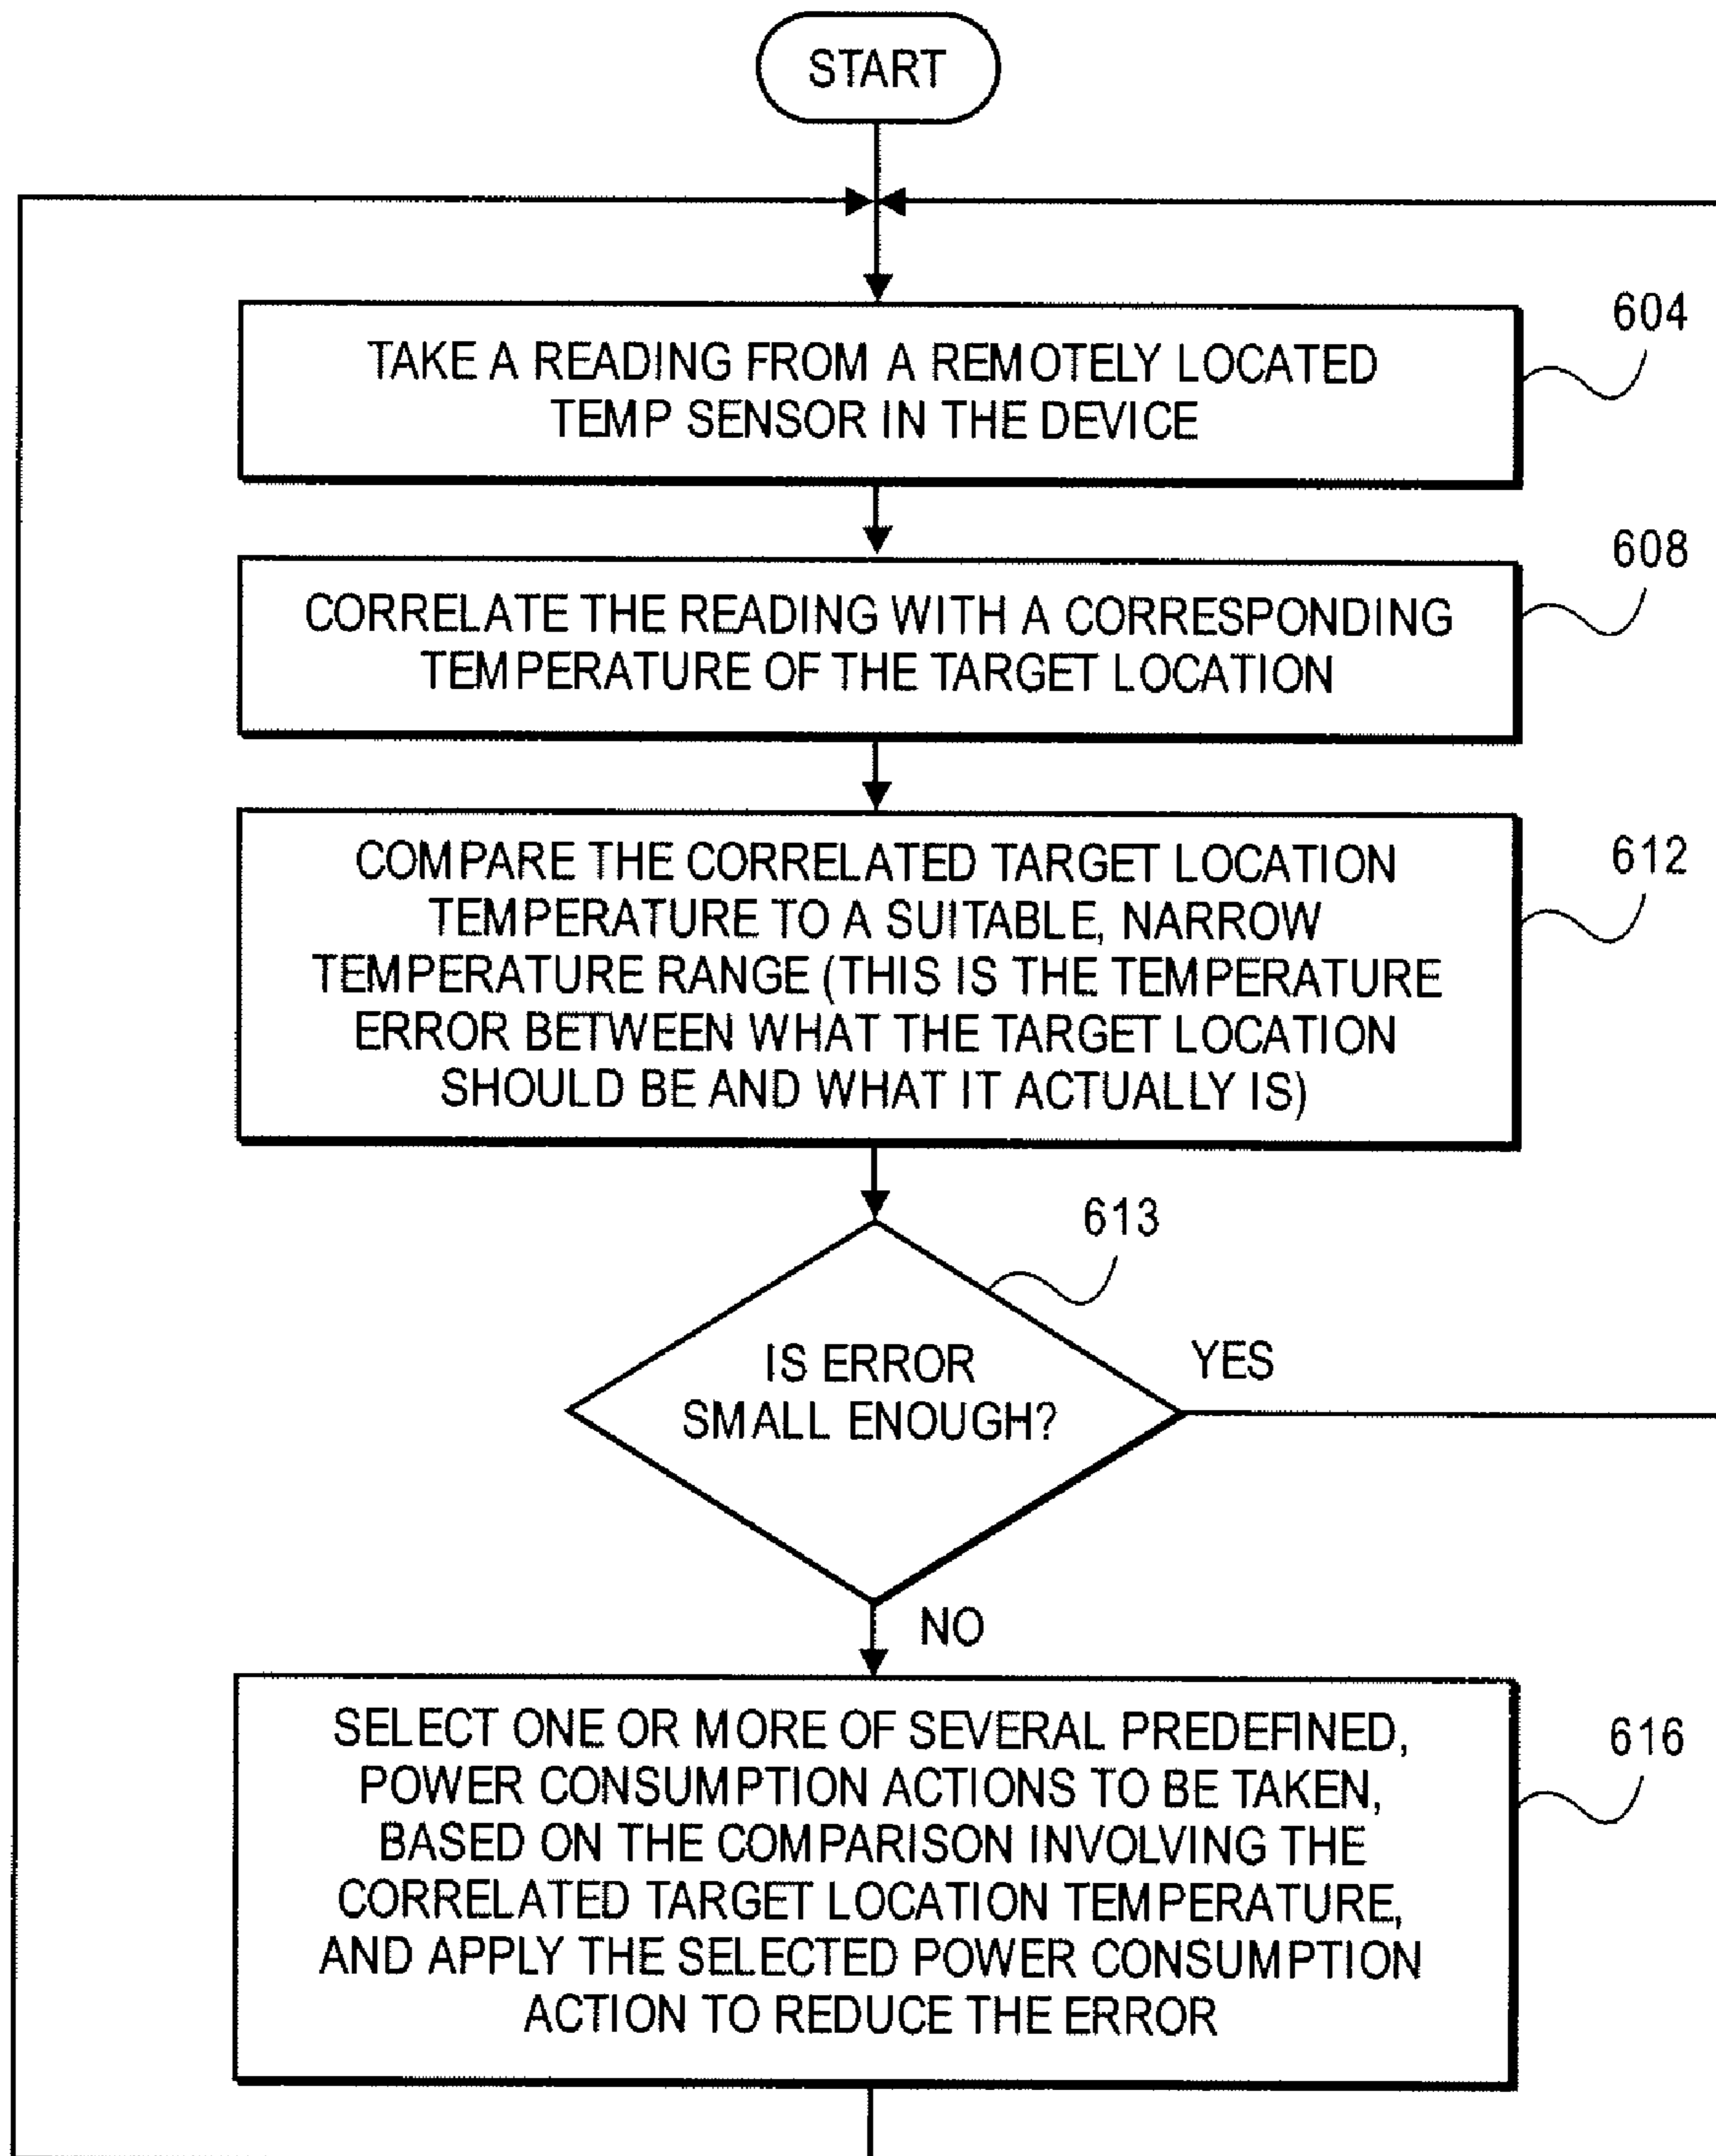 START
604
TAKE A READING FROM A REMOTELY LOCATED
TEMP SENSOR IN THE DEVICE
608
CORRELATE THE READING WITH A CORRESPONDING
TEMPERATURE OF THE TARGET LOCATION
612
COMPARE THE CORRELATED TARGET LOCATION
TEMPERATURE TO A SUITABLE, NARROW
TEMPERATURE RANGE (THIS IS THE TEMPERATURE
ERROR BETWEEN WHAT THE TARGET LOCATION
SHOULD BE AND WHAT IT ACTUALLY IS)
613
IS ERROR
SMALL ENOUGH?
YES
NO
616
SELECT ONE OR MORE OF SEVERAL PREDEFINED,
POWER CONSUMPTION ACTIONS TO BE TAKEN,
BASED ON THE COMPARISON INVOLVING THE
CORRELATED TARGET LOCATION TEMPERATURE,
AND APPLY THE SELECTED POWER CONSUMPTION
ACTION TO REDUCE THE ERROR